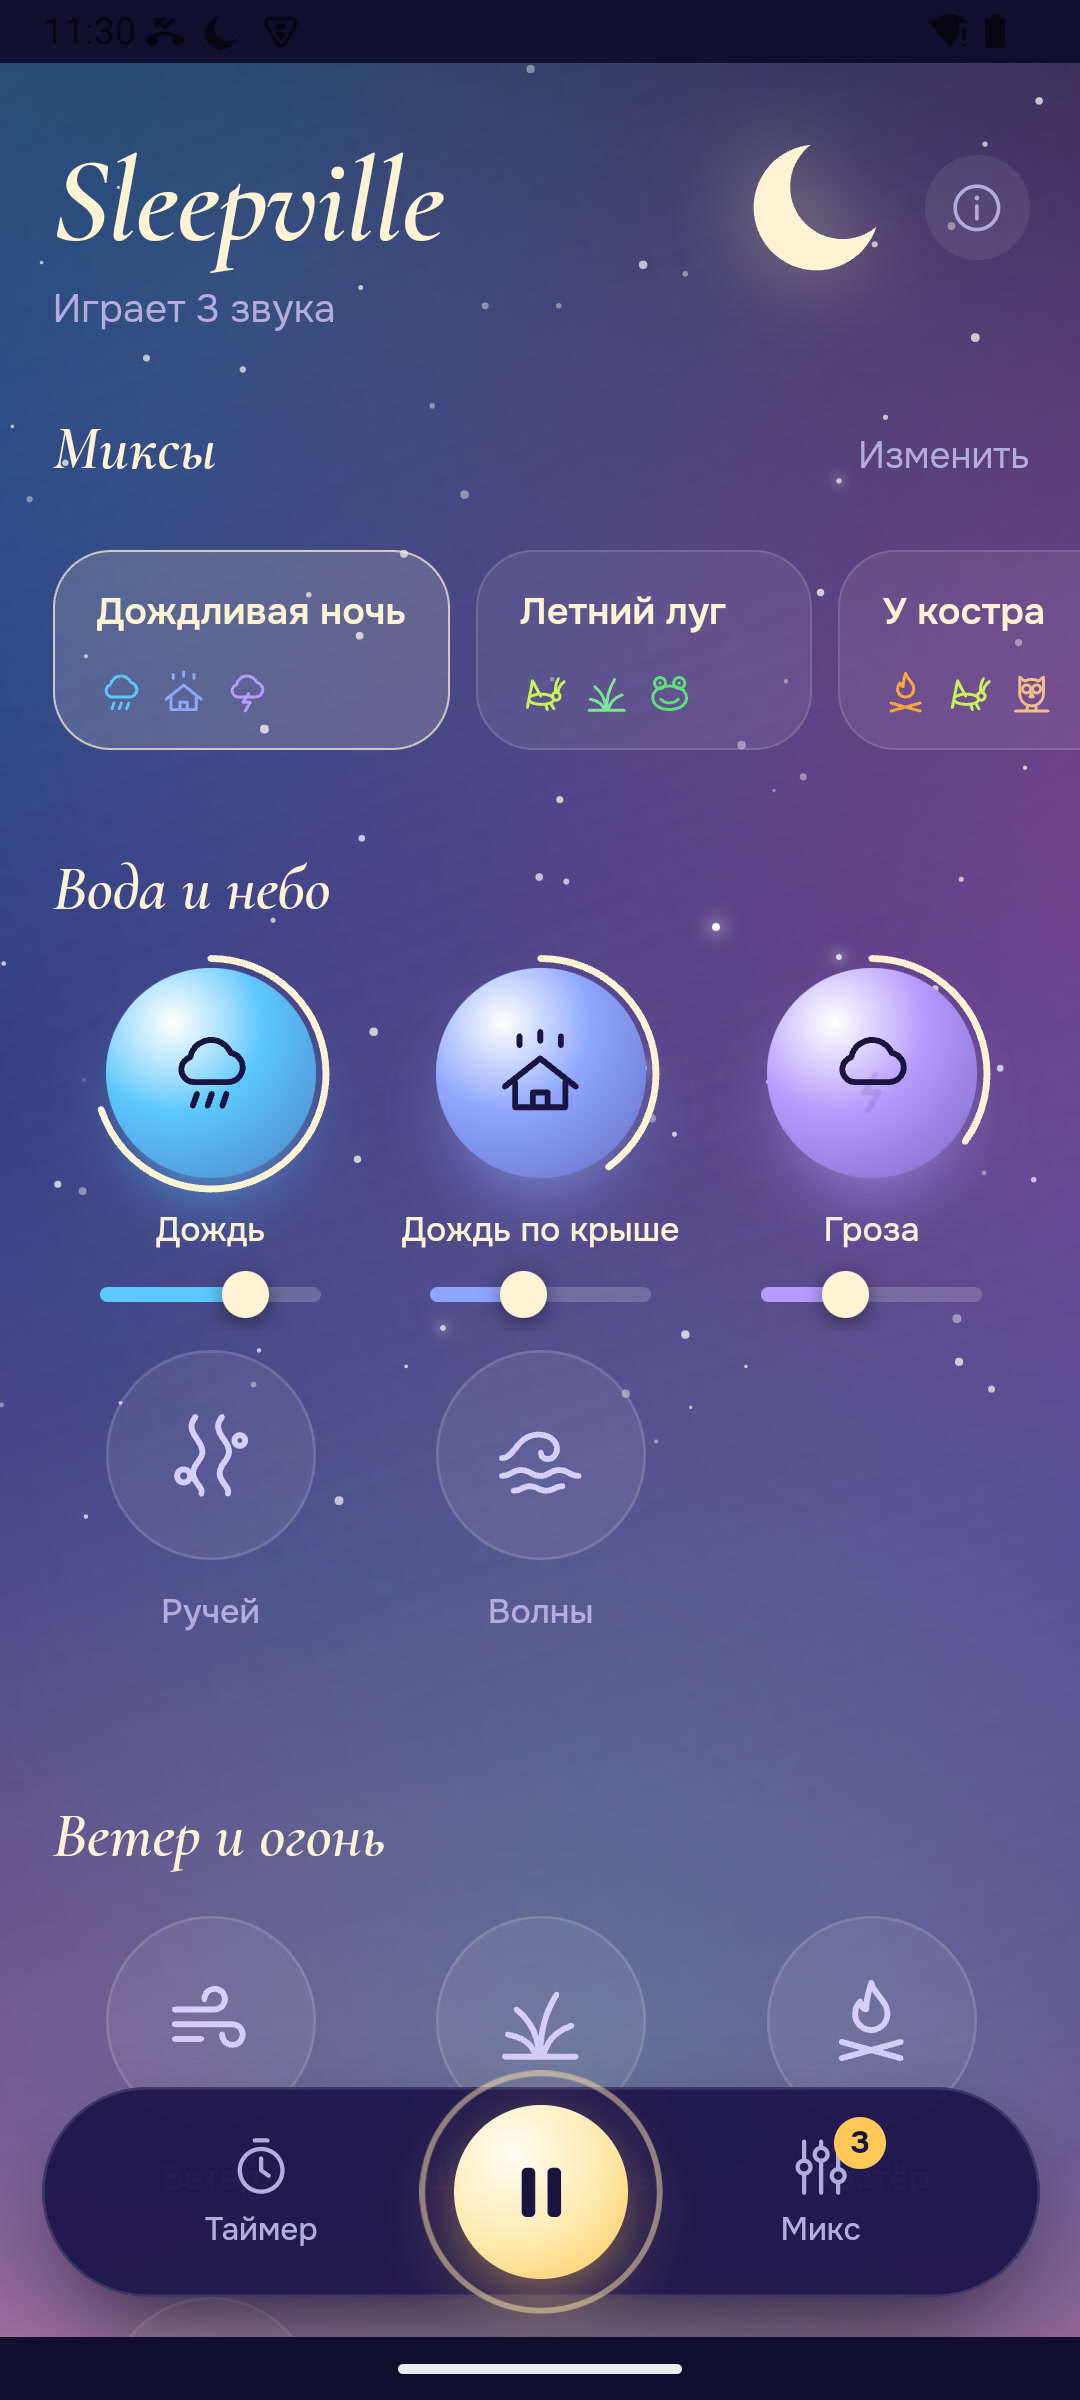 11:30
Sleepville
Играет 3 звука
Миксы
Изменить
Дождливая ночь
Летний луг
У костра
Вода и небо
Дождь
Дождь по крыше
Гроза
Ручей
Волны
Ветер и огонь
3
Таймер
Микс